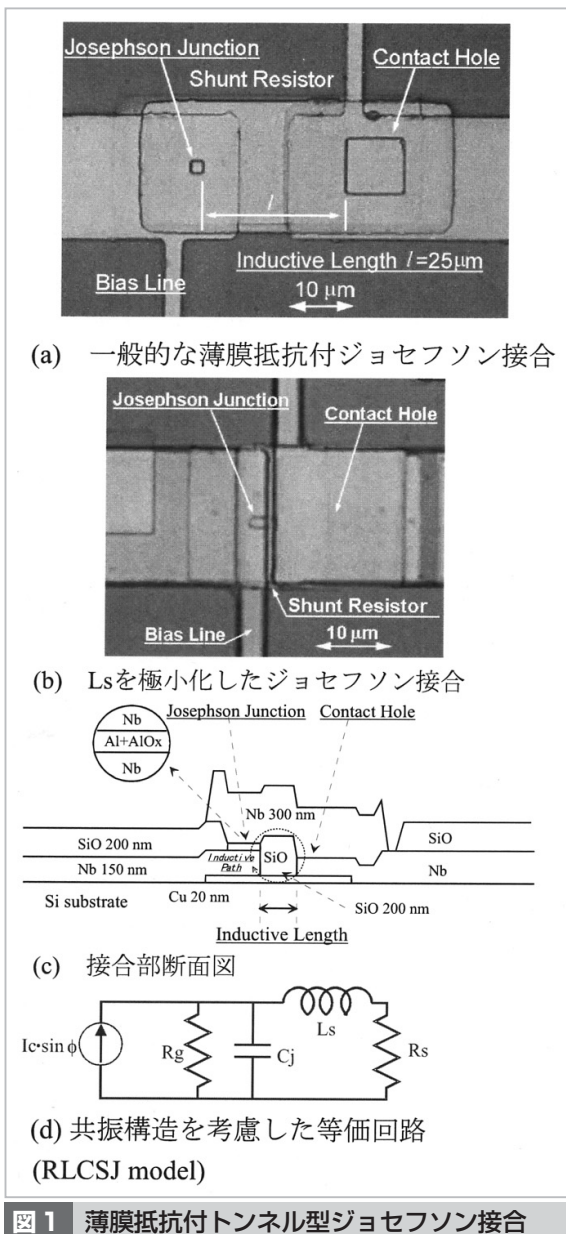 Josephson Junction
Shunt Resistor
Contact Hole
l
Inductive Length l=25μm
Bias Line
10 μm
(a) 一般的な薄膜抵抗付ジョセフソン接合
Josephson Junction
Contact Hole
Shunt Resistor
Bias Line
10 μm
(b) Lsを極小化したジョセフソン接合
Josephson Junction Contact Hole
Nb
Al+AlOx
Nb
Nb 300 nm
SiO 200 nm
Inductive
Path
SiO
SiO
Nb 150 nm
Nb
Cu 20 nm
SiO 200 nm
Si substrate
Inductive Length
(c) 接合部断面図
Ic•sin ϕ
Rg
Cj
Ls
Rs
(d) 共振構造を考慮した等価回路
(RLCSJ model)
図1 薄膜抵抗付トンネル型ジョセフソン接合